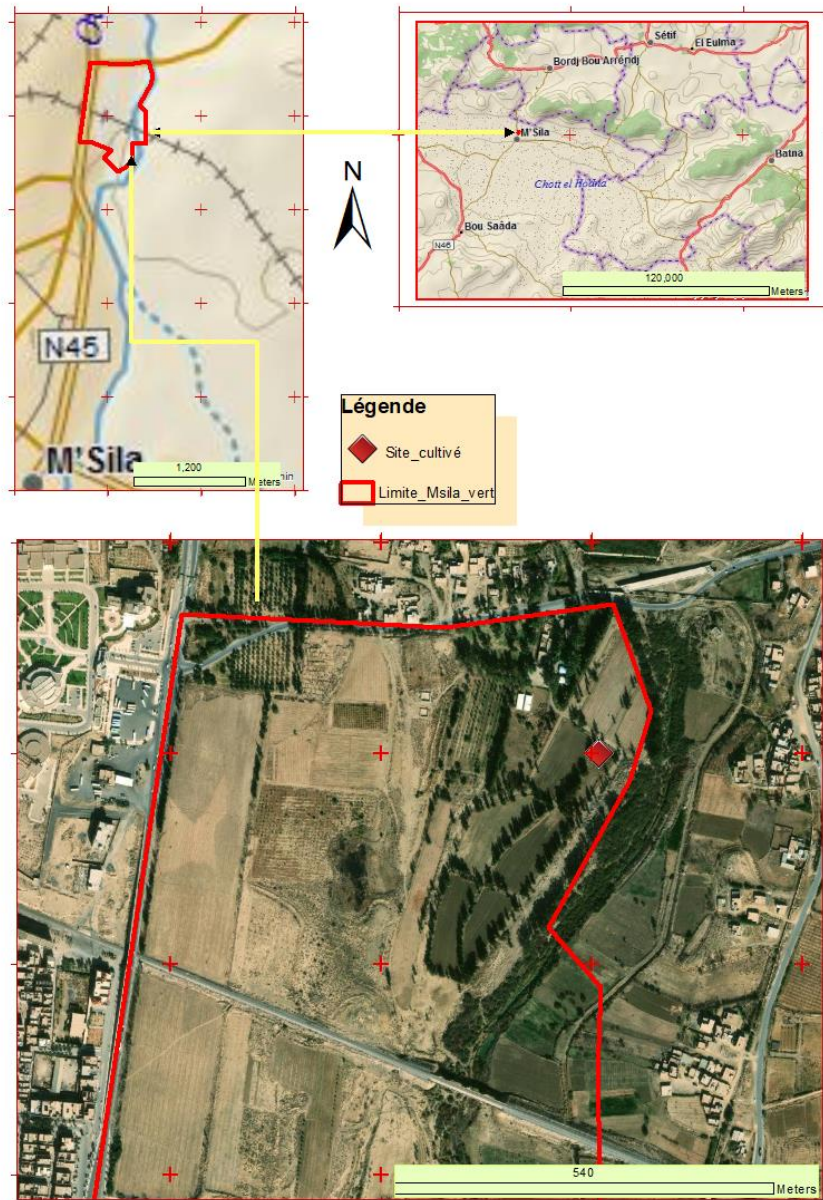 N45
M'Sila
1,200
Meters
Sétif
El Eulma
Bordj Bou Arréridj
M'Sila
Batna
Chott el Hodna
Bou Saâda
N46
120,000
Meters
N
Légende
Site_cultivé
Limite_Msila_vert
540
Meters